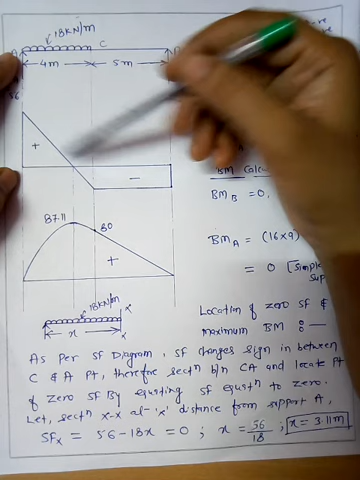 18KN/m
A C
4m 5m
+ −
BM Calcu
BM_B = 0,
87.11 80
BM_A = (16×9)
+
= 0 [Simple
Sup
18KN/m
x
x'
x
Location of zero SF &
maximum BM :—
As Per SF Diagram, SF changes sign in between
C & A Pt, therefore sectn b/n CA and locate Pt
of zero SF By equating SF equatn to zero.
Let, sectn x-x at 'x' distance from support A,
SF_x = 56-18x = 0 ; x = 56/18 ; x = 3.11m